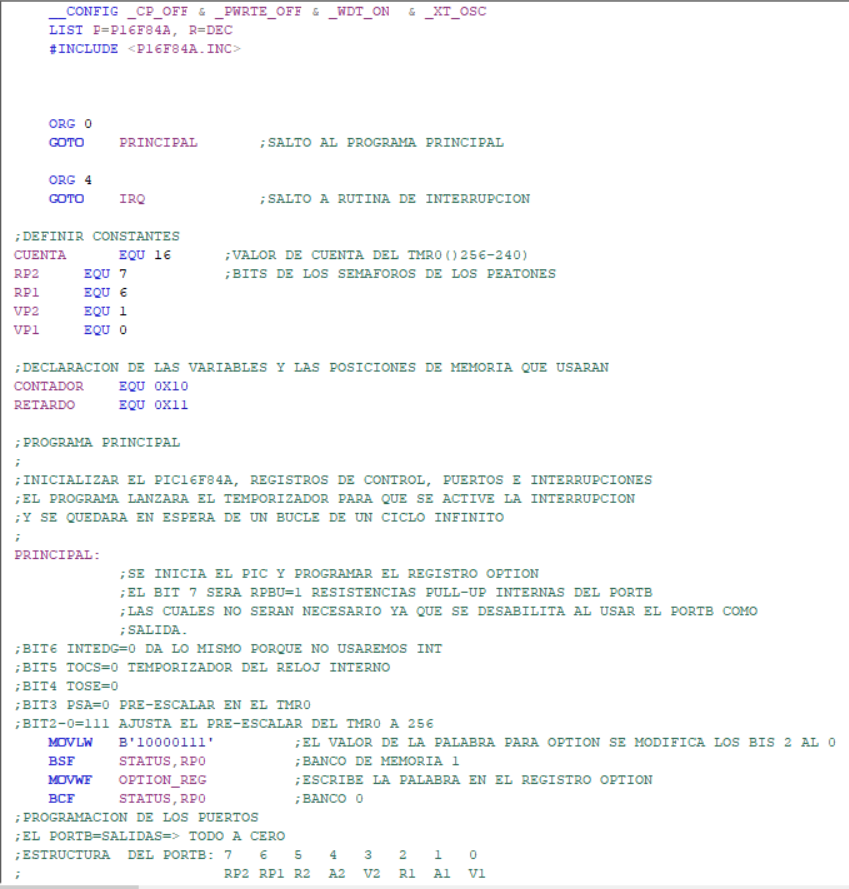 __CONFIG _CP_OFF & _PWRTE_OFF & _WDT_ON & _XT_OSC
LIST P=P16F84A, R=DEC
#INCLUDE <P16F84A.INC>
ORG 0
GOTO PRINCIPAL ;SALTO AL PROGRAMA PRINCIPAL
ORG 4
GOTO IRQ ;SALTO A RUTINA DE INTERRUPCION
;DEFINIR CONSTANTES
CUENTA EQU 16 ;VALOR DE CUENTA DEL TMR0()256-240)
RP2 EQU 7 ;BITS DE LOS SEMAFOROS DE LOS PEATONES
RP1 EQU 6
VP2 EQU 1
VP1 EQU 0
;DECLARACION DE LAS VARIABLES Y LAS POSICIONES DE MEMORIA QUE USARAN
CONTADOR EQU 0X10
RETARDO EQU 0X11
;PROGRAMA PRINCIPAL
;
;INICIALIZAR EL PIC16F84A, REGISTROS DE CONTROL, PUERTOS E INTERRUPCIONES
;EL PROGRAMA LANZARA EL TEMPORIZADOR PARA QUE SE ACTIVE LA INTERRUPCION
;Y SE QUEDARA EN ESPERA DE UN BUCLE DE UN CICLO INFINITO
;
PRINCIPAL:
;SE INICIA EL PIC Y PROGRAMAR EL REGISTRO OPTION
;EL BIT 7 SERA RPBU=1 RESISTENCIAS PULL-UP INTERNAS DEL PORTB
;LAS CUALES NO SERAN NECESARIO YA QUE SE DESABILITA AL USAR EL PORTB COMO
;SALIDA.
;BIT6 INTEDG=0 DA LO MISMO PORQUE NO USAREMOS INT
;BIT5 TOCS=0 TEMPORIZADOR DEL RELOJ INTERNO
;BIT4 TOSE=0
;BIT3 PSA=0 PRE-ESCALAR EN EL TMR0
;BIT2-0=111 AJUSTA EL PRE-ESCALAR DEL TMR0 A 256
MOVLW B'10000111' ;EL VALOR DE LA PALABRA PARA OPTION SE MODIFICA LOS BIS 2 AL 0
BSF STATUS,RP0 ;BANCO DE MEMORIA 1
MOVWF OPTION_REG ;ESCRIBE LA PALABRA EN EL REGISTRO OPTION
BCF STATUS,RP0 ;BANCO 0
;PROGRAMACION DE LOS PUERTOS
;EL PORTB=SALIDAS=> TODO A CERO
;ESTRUCTURA DEL PORTB: 7 6 5 4 3 2 1 0
; RP2 RP1 R2 A2 V2 R1 A1 V1